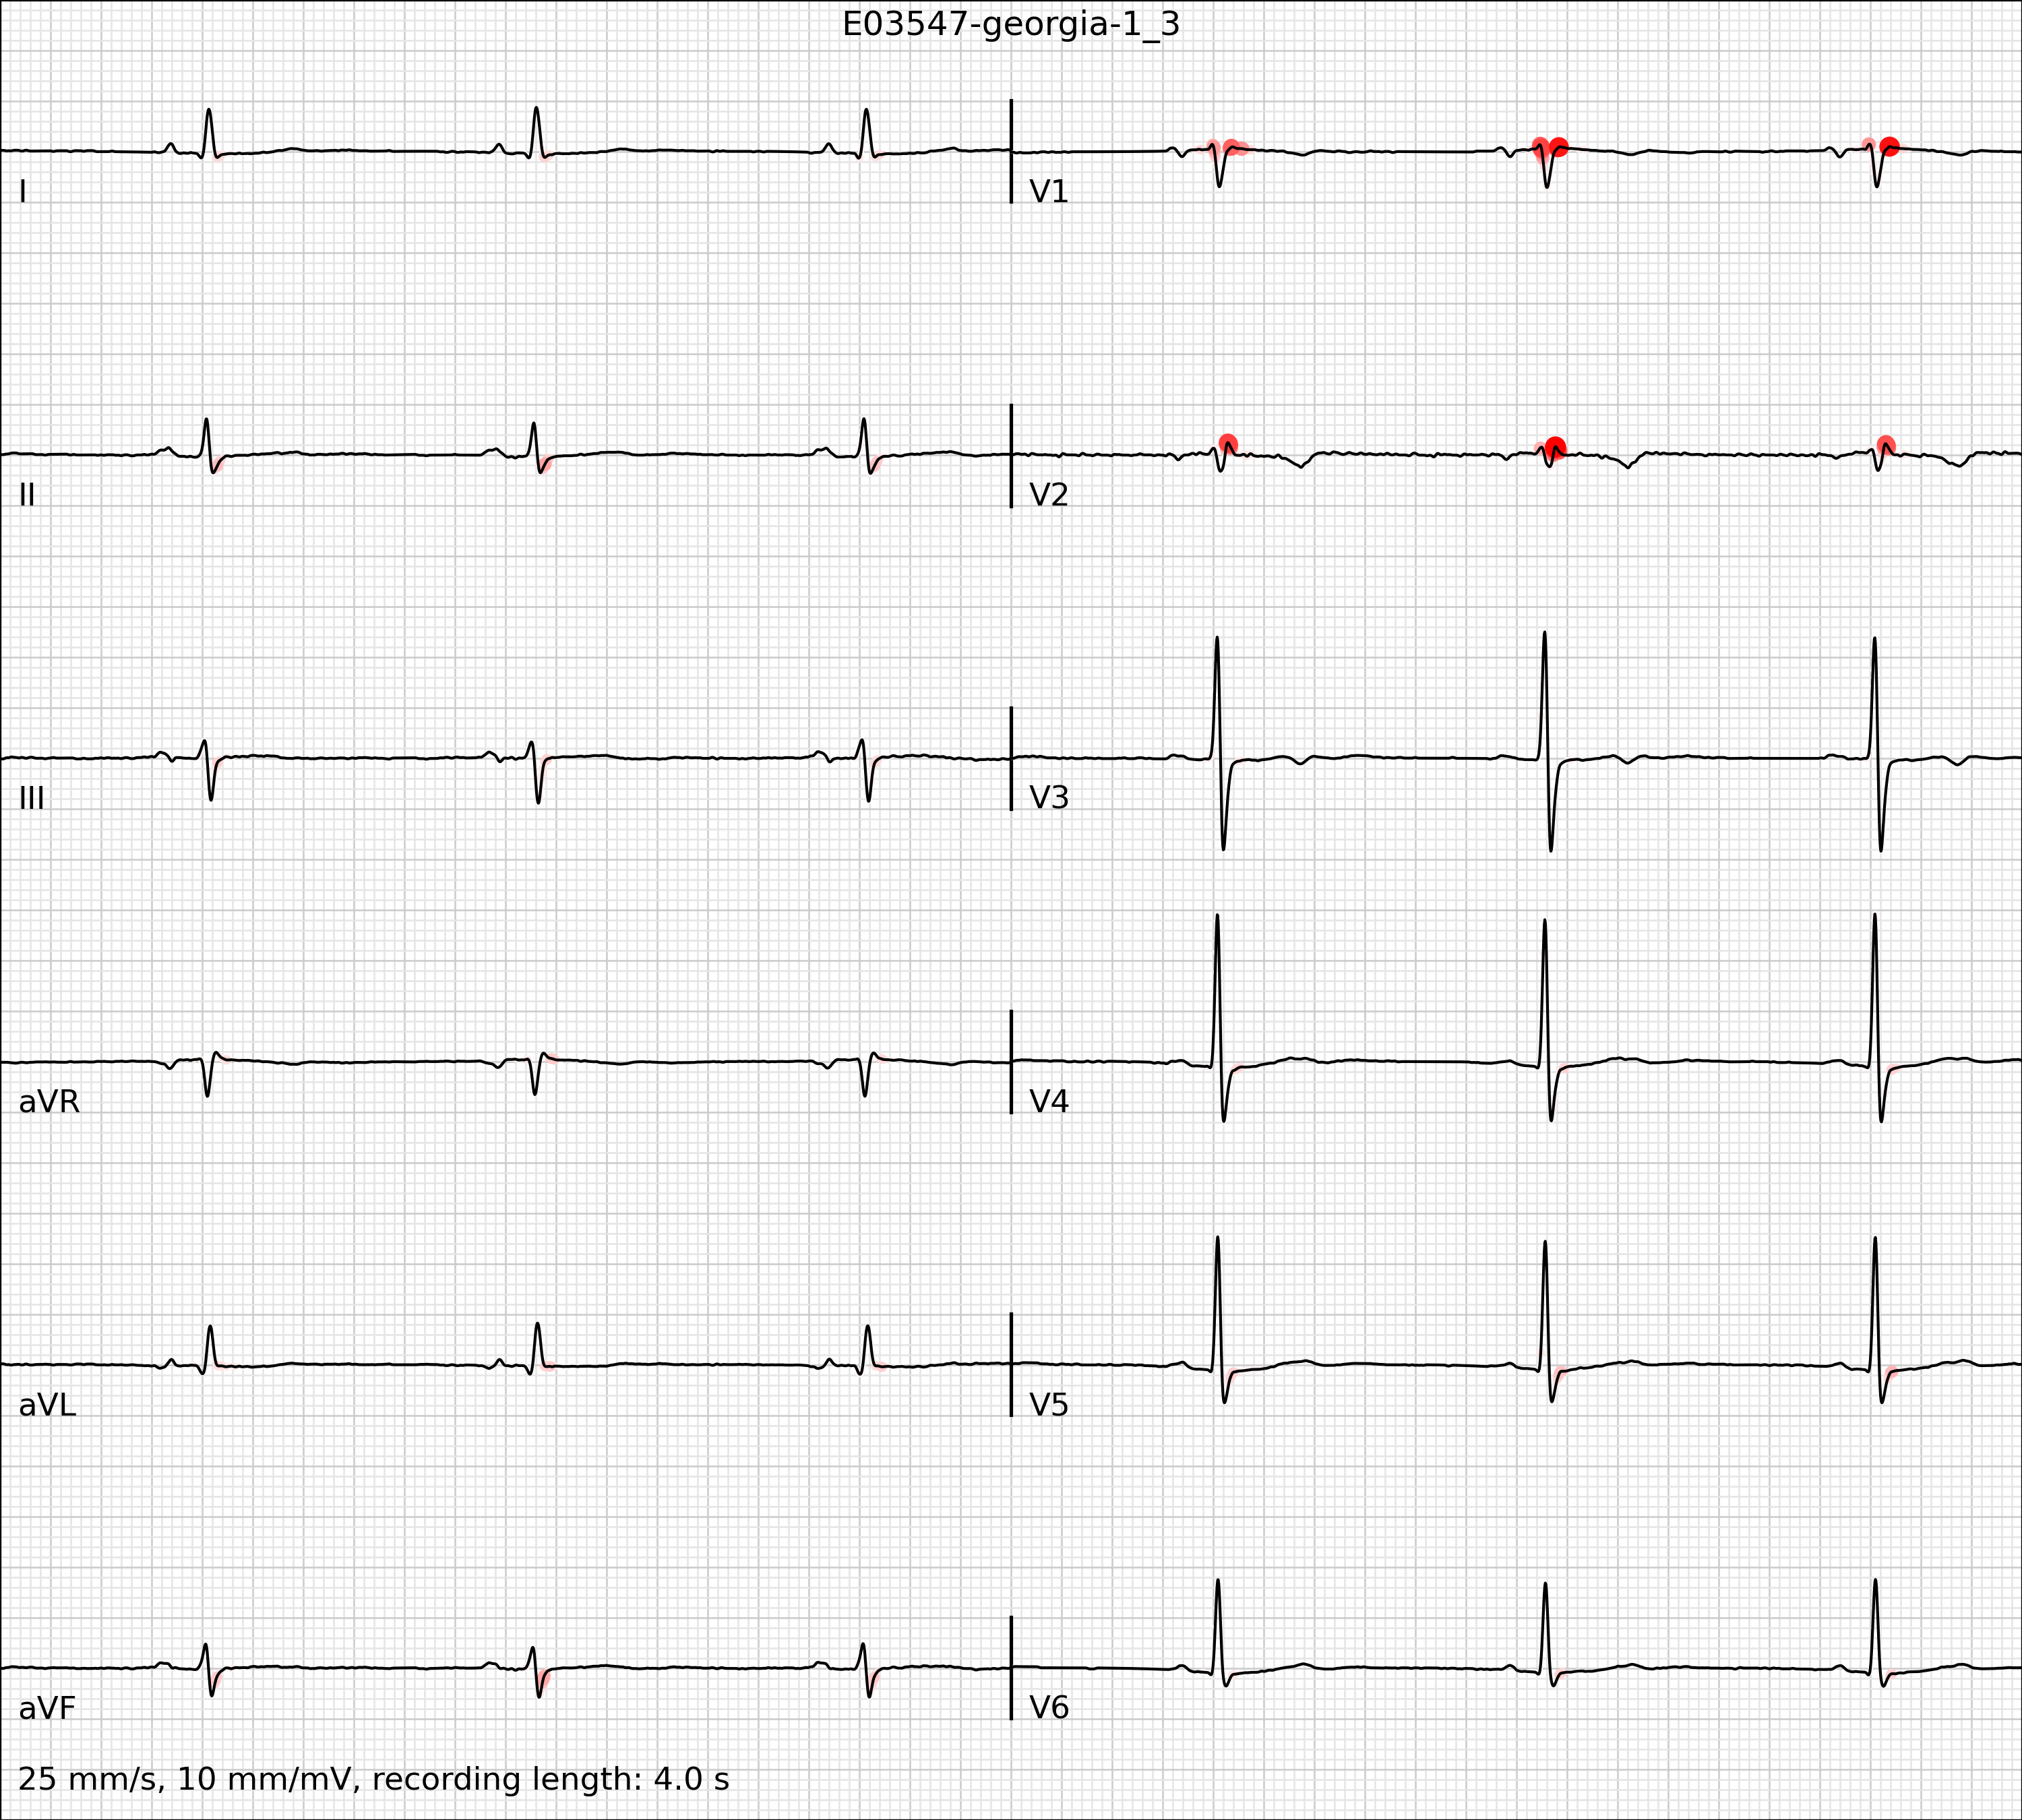 E03547-georgia-1_3
I
V1
II
V2
III
V3
aVR
V4
aVL
V5
aVF
V6
25 mm/s, 10 mm/mV, recording length: 4.0 s